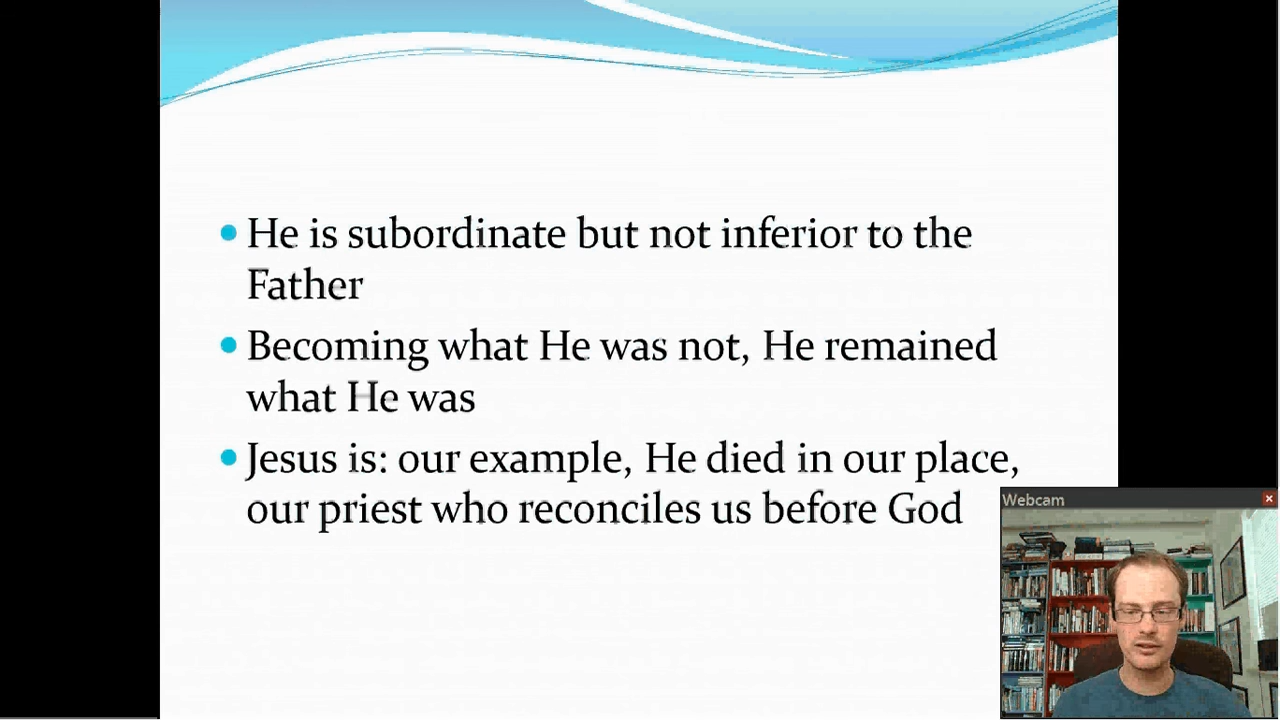 He is subordinate but not inferior to the
Father
Becoming what He was not, He remained
what He was
Jesus is: our example, He died in our place,
our priest who reconciles us before God
Webcam